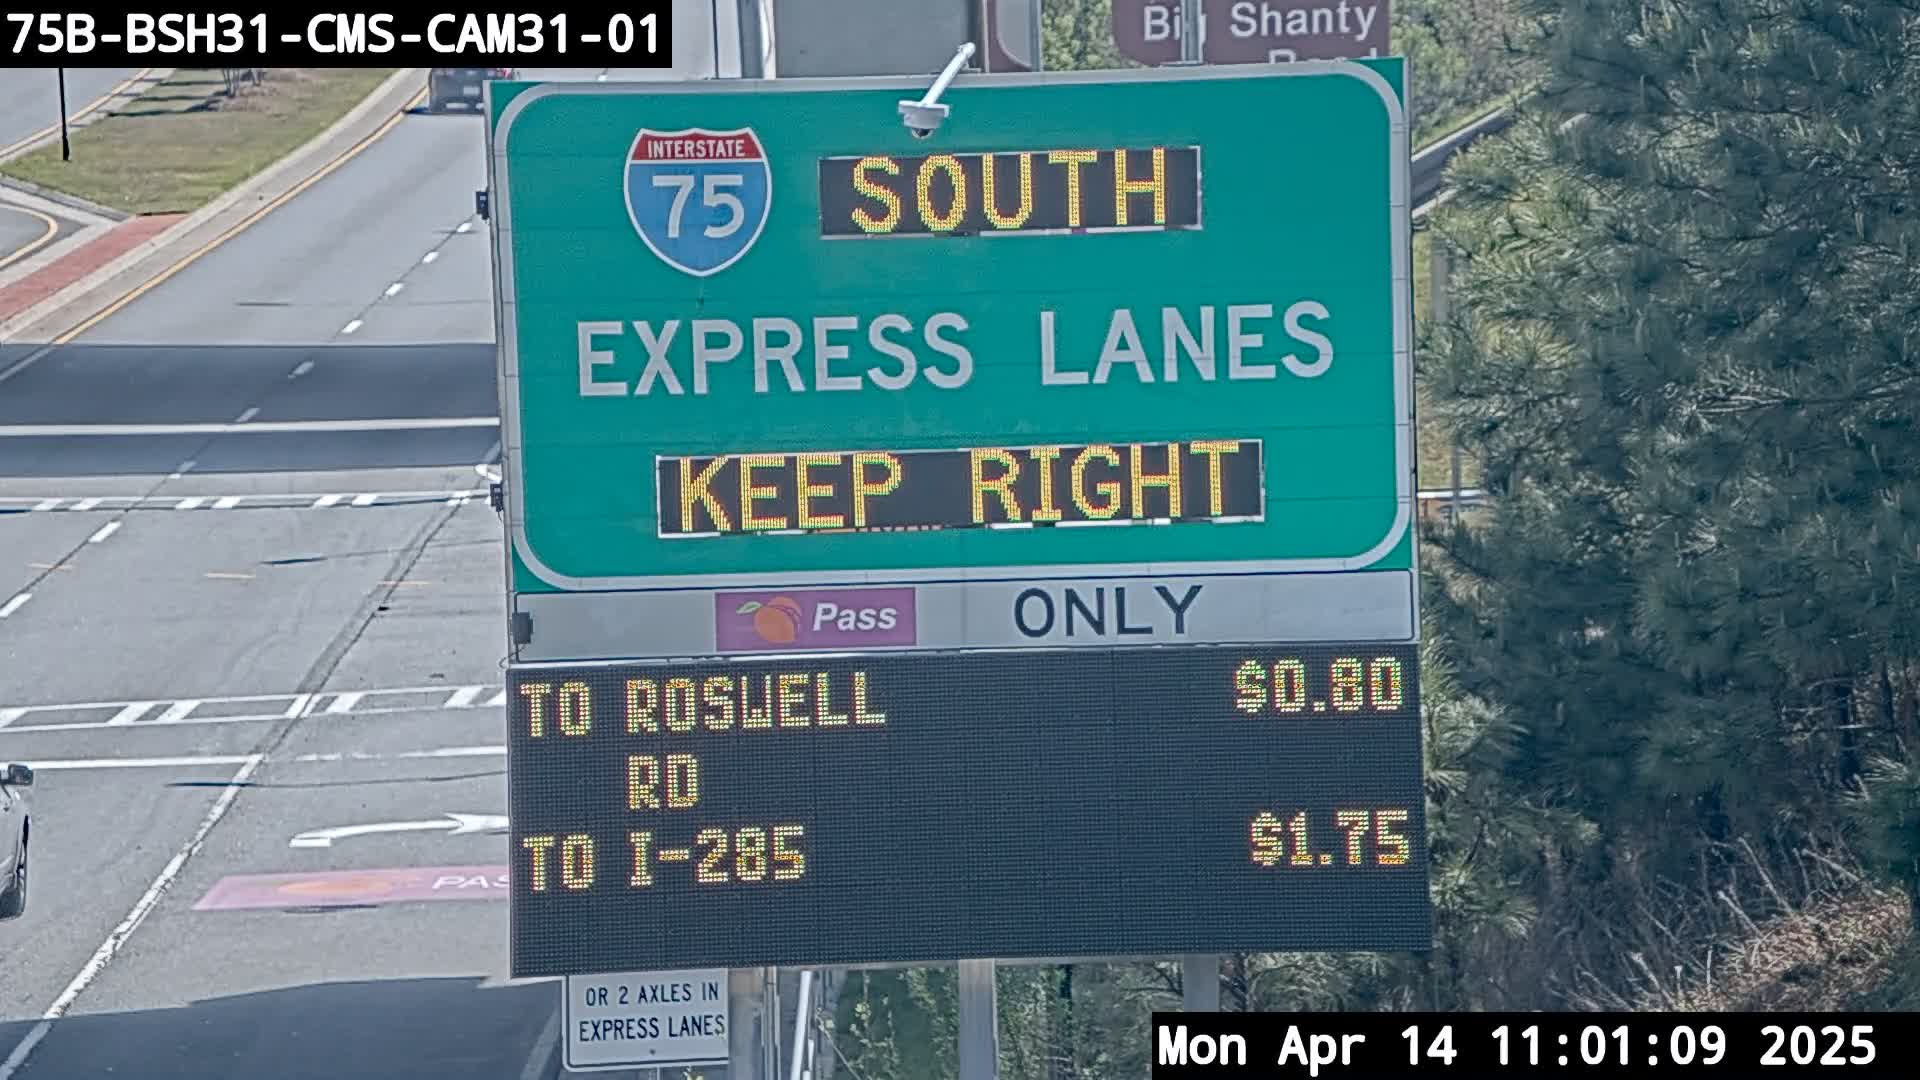 75B-BSH31-CMS-CAM31-01
Big Shanty
Road
INTERSTATE
75
SOUTH
EXPRESS LANES
KEEP RIGHT
Pass ONLY
TO ROSWELL $0.80
RD
TO I-285 $1.75
PAS
OR 2 AXLES IN
EXPRESS LANES
Mon Apr 14 11:01:09 2025